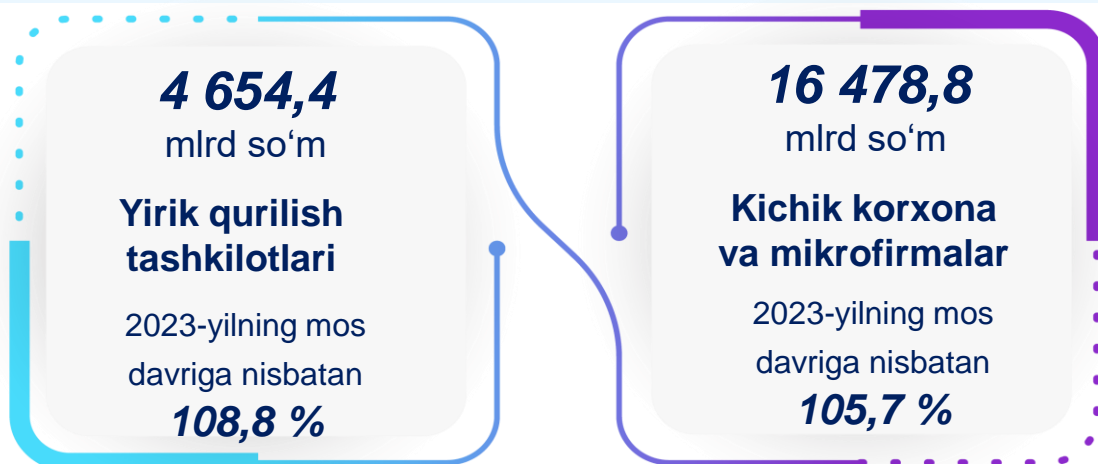 4 654,4
mlrd so‘m
Yirik qurilish
tashkilotlari
2023-yilning mos
davriga nisbatan
108,8 %
16 478,8
mlrd so‘m
Kichik korxona
va mikrofirmalar
2023-yilning mos
davriga nisbatan
105,7 %